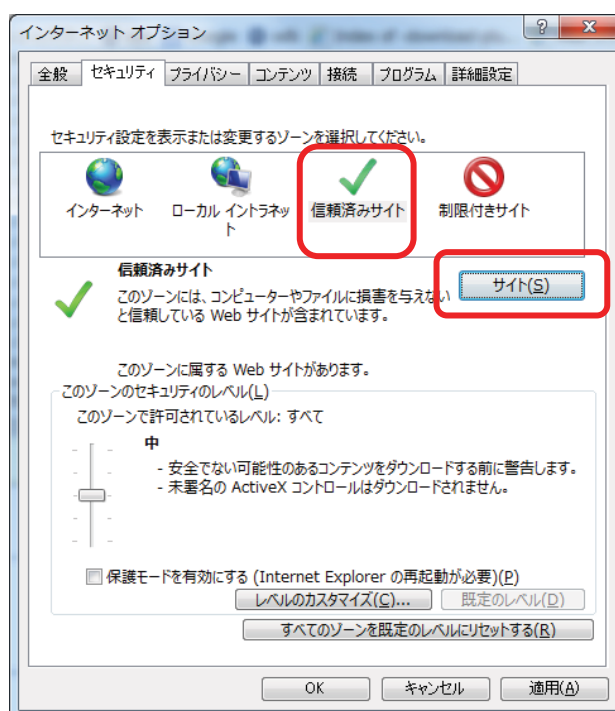 インターネット オプション
全般 セキュリティ プライバシー コンテンツ 接続 プログラム 詳細設定
セキュリティ設定を表示または変更するゾーンを選択してください。
インターネット ローカル イントラネッ 信頼済みサイト 制限付きサイト
ト
信頼済みサイト
サイト(S)
このゾーンには、コンピューターやファイルに損害を与えない
と信頼している Web サイトが含まれています。
このゾーンに属する Web サイトがあります。
このゾーンのセキュリティのレベル(L)
このゾーンで許可されているレベル: すべて
中
- 安全でない可能性のあるコンテンツをダウンロードする前に警告します。
- 未署名の ActiveX コントロールはダウンロードされません。
保護モードを有効にする (Internet Explorer の再起動が必要)(P)
レベルのカスタマイズ(C)... 既定のレベル(D)
すべてのゾーンを既定のレベルにリセットする(R)
OK キャンセル 適用(A)